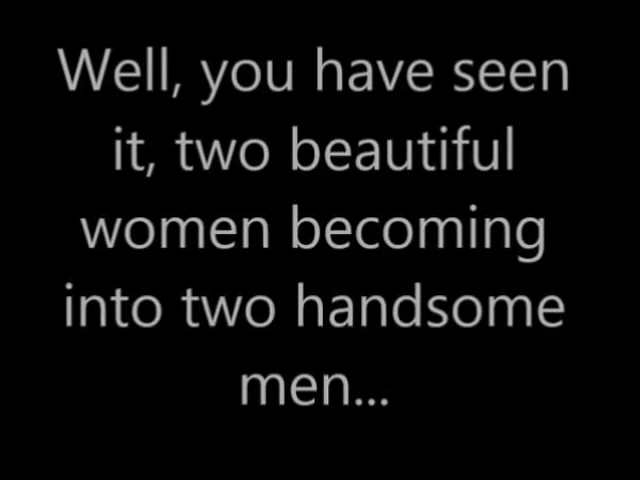 Well, you have seen
it, two beautiful
women becoming
into two handsome
men...